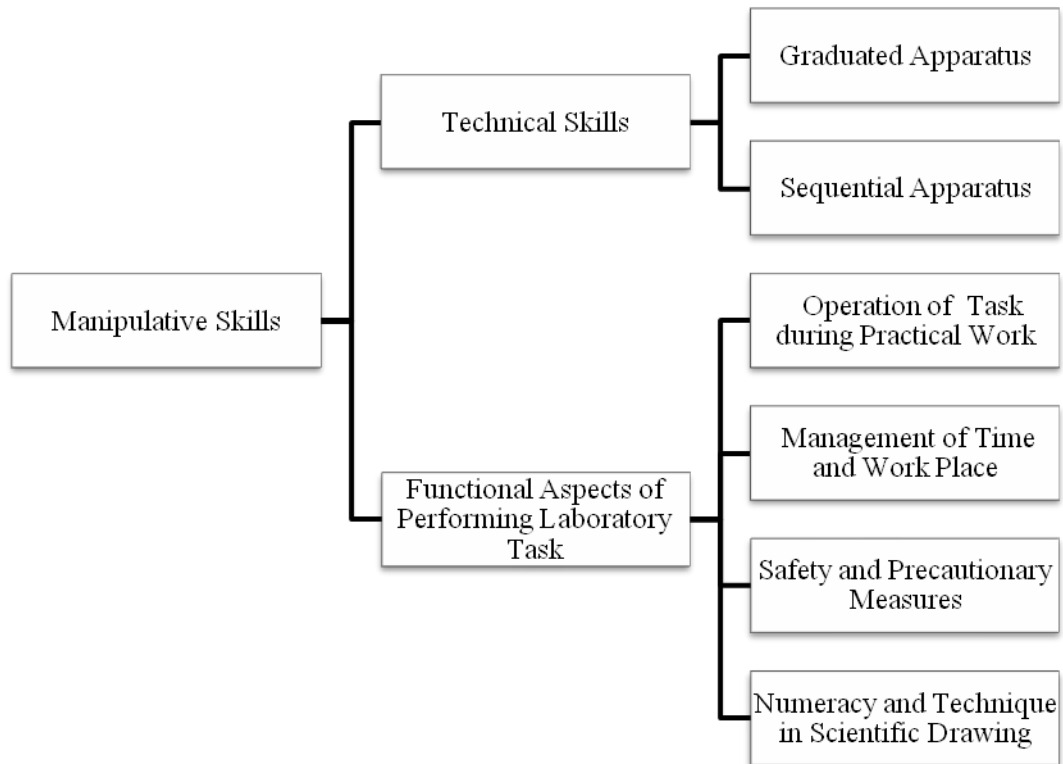 Graduated Apparatus
Technical Skills
Sequential Apparatus
Manipulative Skills
Operation of Task
during Practical Work
Management of Time
and Work Place
Functional Aspects of
Performing Laboratory
Task
Safety and Precautionary
Measures
Numeracy and Technique
in Scientific Drawing